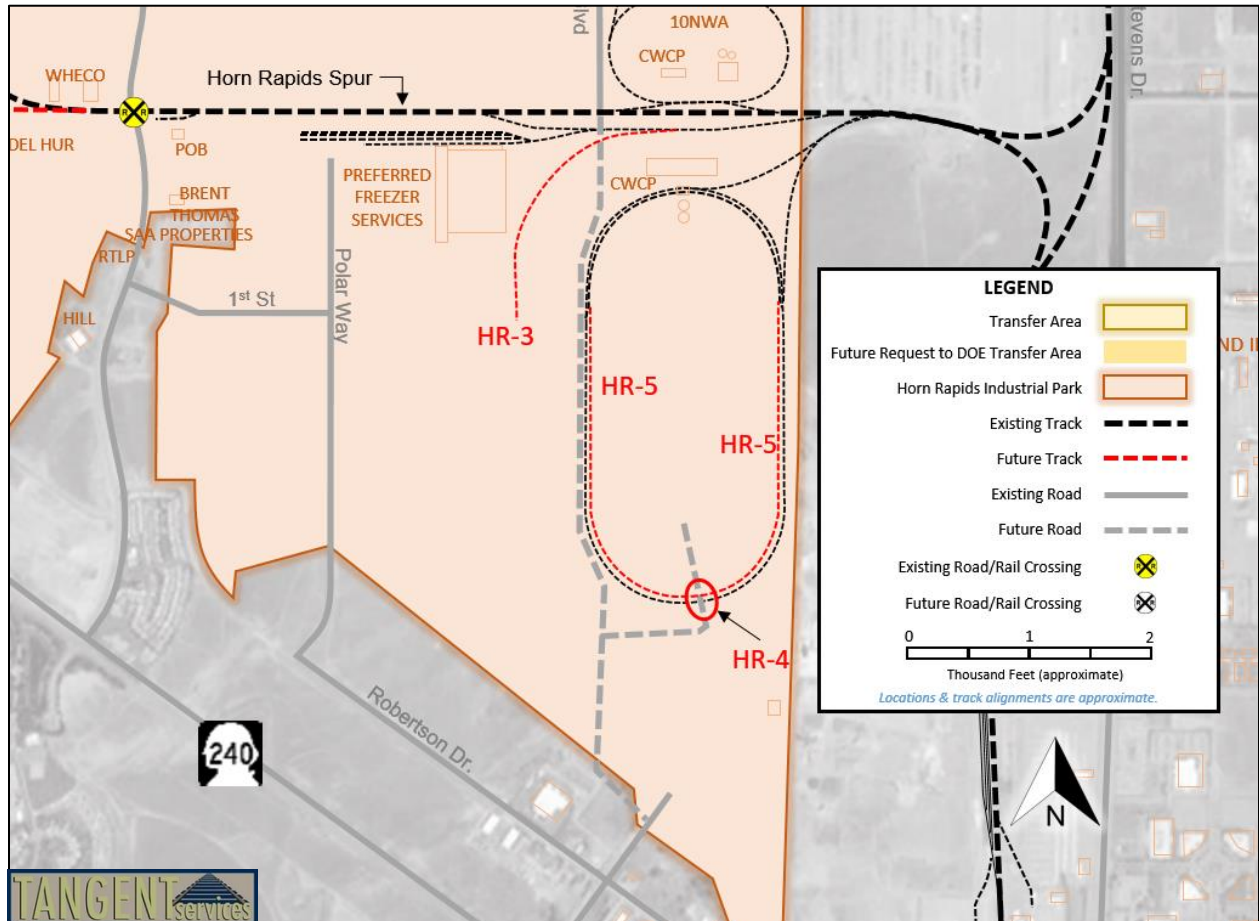 lvd
10NWA
CWCP
WHECO
Horn Rapids Spur
tevens Dr.
DEL HUR
POB
BRENT
THOMAS
SAA PROPERTIES
RTLP
PREFERRED
FREEZER
SERVICES
CWCP
Polar Way
1st St
HILL
HR-3
HR-5
HR-5
HR-4
Robertson Dr.
240
ND I
LEGEND
Transfer Area
Future Request to DOE Transfer Area
Horn Rapids Industrial Park
Existing Track
Future Track
Existing Road
Future Road
Existing Road/Rail Crossing
R R
Future Road/Rail Crossing
R R
0 1 2
Thousand Feet (approximate)
Locations & track alignments are approximate.
N
TANGENT services